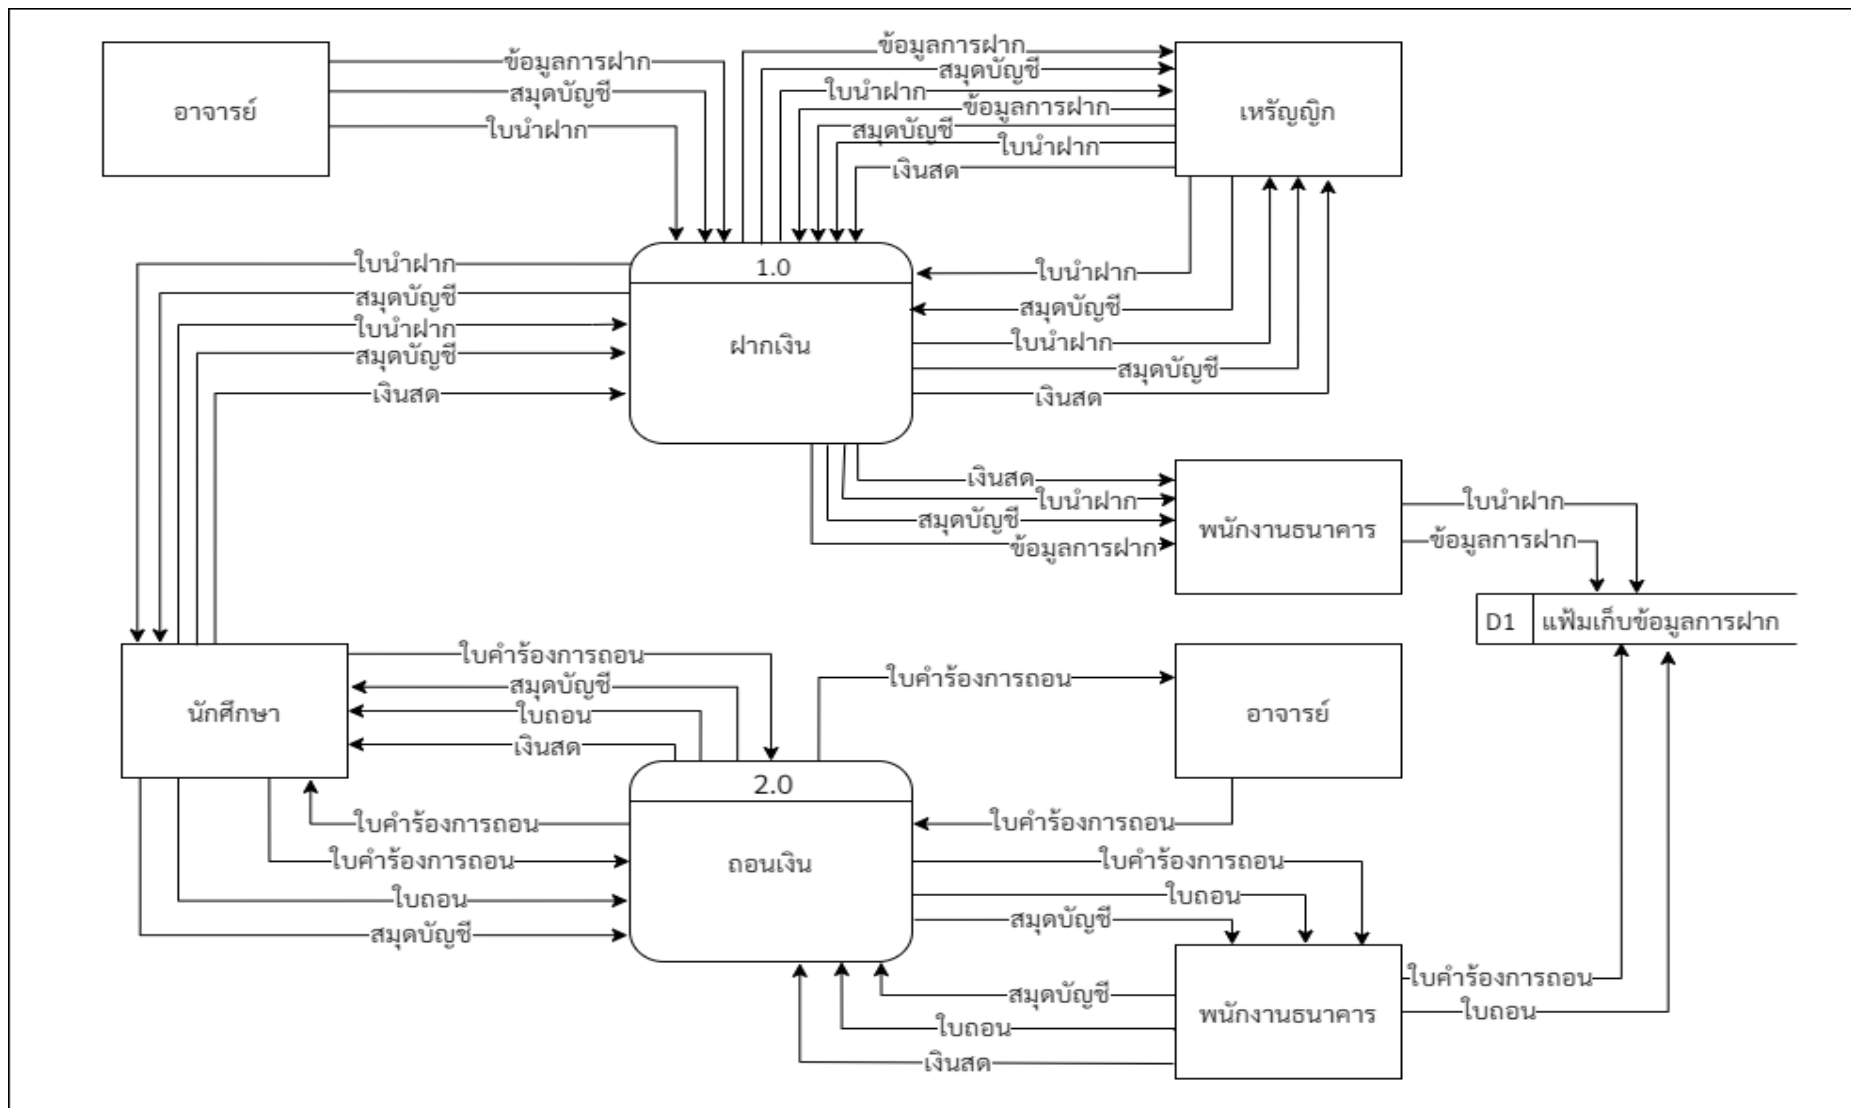 ข้อมูลการฝาก
ข้อมูลการฝาก
สมุดบัญชี
สมุดบัญชี
ใบนำฝาก
อาจารย์
ใบนำฝาก
ข้อมูลการฝาก
เหรัญญิก
สมุดบัญชี
ใบนำฝาก
เงินสด
ใบนำฝาก
1.0
ใบนำฝาก
สมุดบัญชี
สมุดบัญชี
ใบนำฝาก
ฝากเงิน
ใบนำฝาก
สมุดบัญชี
สมุดบัญชี
เงินสด
เงินสด
เงินสด
ใบนำฝาก
ใบนำฝาก
สมุดบัญชี
พนักงานธนาคาร
ข้อมูลการฝาก
ข้อมูลการฝาก
D1
แฟ้มเก็บข้อมูลการฝาก
ใบคำร้องการถอน
ใบคำร้องการถอน
สมุดบัญชี
นักศึกษา
ใบถอน
อาจารย์
เงินสด
2.0
ใบคำร้องการถอน
ใบคำร้องการถอน
ใบคำร้องการถอน
ถอนเงิน
ใบคำร้องการถอน
ใบถอน
ใบถอน
สมุดบัญชี
สมุดบัญชี
ใบคำร้องการถอน
สมุดบัญชี
พนักงานธนาคาร
ใบถอน
ใบถอน
เงินสด